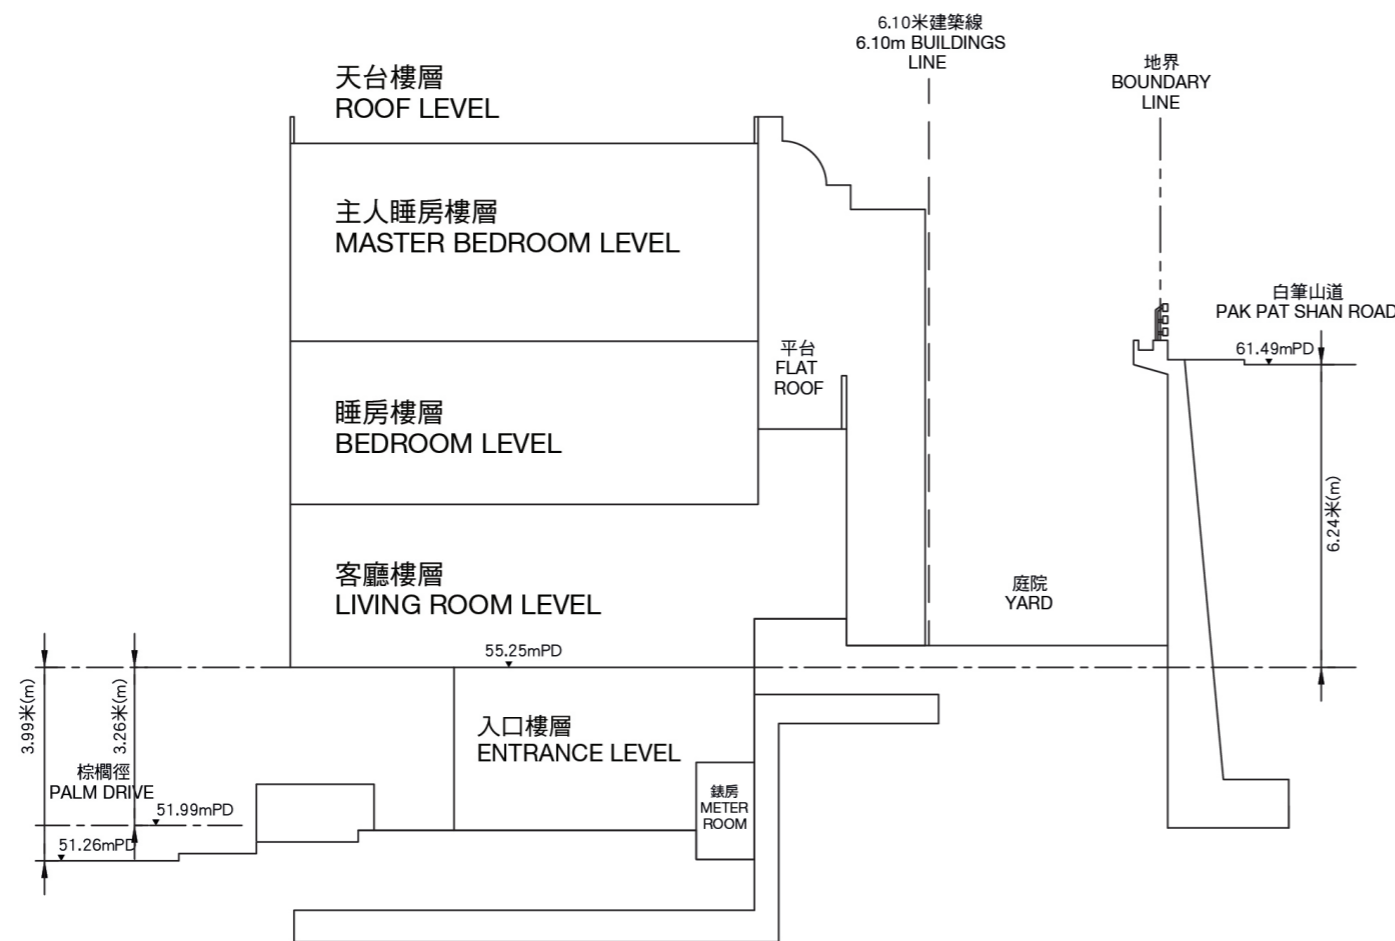 6.10米建築線
6.10m BUILDINGS
LINE
地界
BOUNDARY
LINE
天台樓層
ROOF LEVEL
主人睡房樓層
MASTER BEDROOM LEVEL
白筆山道
PAK PAT SHAN ROAD
61.49mPD
平台
FLAT
ROOF
睡房樓層
BEDROOM LEVEL
6.24米(m)
客廳樓層
LIVING ROOM LEVEL
庭院
YARD
55.25mPD
3.99米(m)
3.26米(m)
入口樓層
ENTRANCE LEVEL
棕櫚徑
PALM DRIVE
51.99mPD
51.26mPD
錶房
METER
ROOM